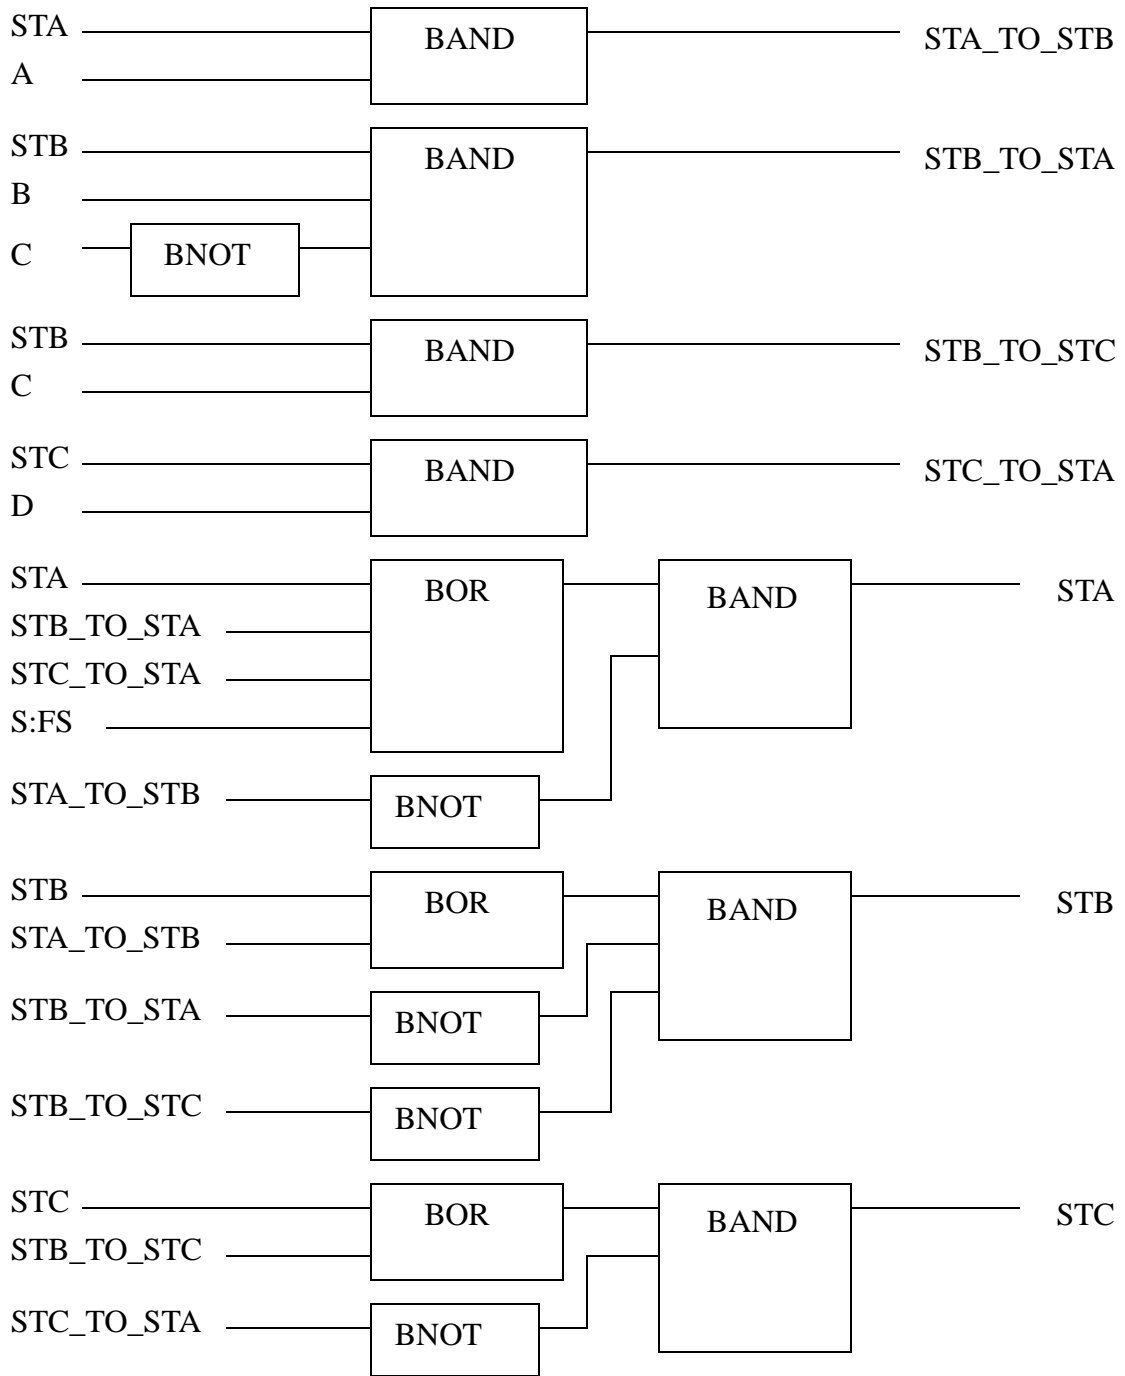 STA BAND STA_TO_STB
A
STB BAND STB_TO_STA
B
C BNOT
STB BAND STB_TO_STC
C
STC BAND STC_TO_STA
D
STA BOR BAND STA
STB_TO_STA
STC_TO_STA
S:FS
STA_TO_STB BNOT
STB BOR BAND STB
STA_TO_STB
STB_TO_STA BNOT
STB_TO_STC BNOT
STC BOR BAND STC
STB_TO_STC
STC_TO_STA BNOT